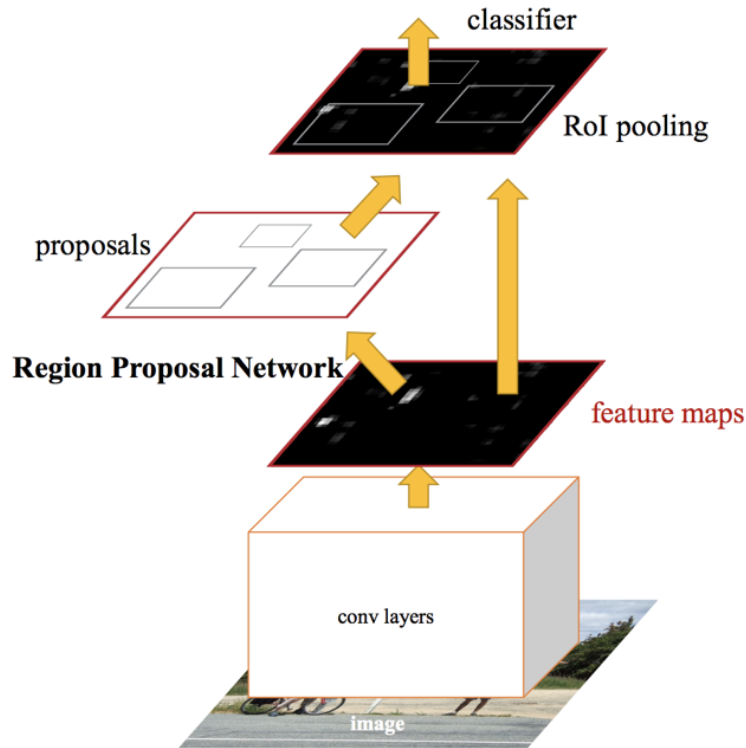 classifier
RoI pooling
proposals
Region Proposal Network
feature maps
conv layers
image